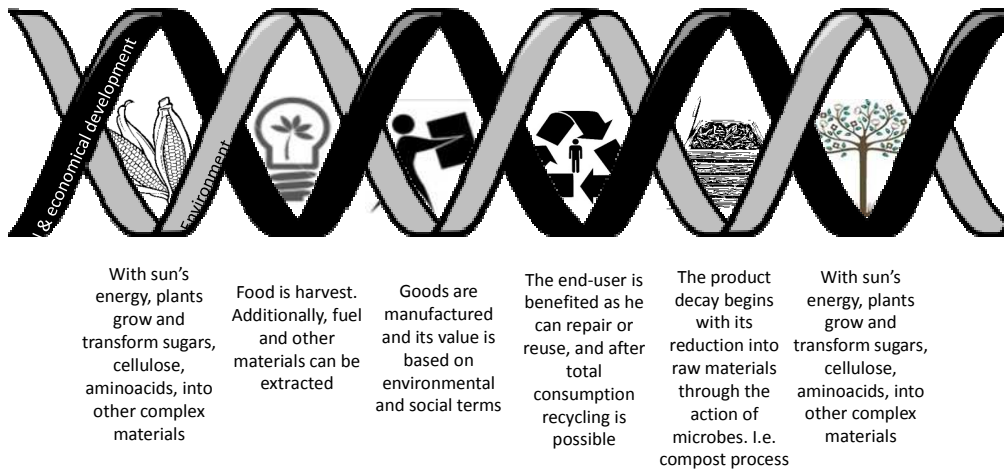 & economical development
Environment
With sun's
energy, plants
grow and
transform sugars,
cellulose,
aminoacids, into
other complex
materials
Food is harvest.
Additionally, fuel
and other
materials can be
extracted
Goods are
manufactured
and its value is
based on
environmental
and social terms
The end-user is
benefited as he
can repair or
reuse, and after
total
consumption
recycling is
possible
The product
decay begins
with its
reduction into
raw materials
through the
action of
microbes. I.e.
compost process
With sun's
energy, plants
grow and
transform sugars,
cellulose,
aminoacids, into
other complex
materials